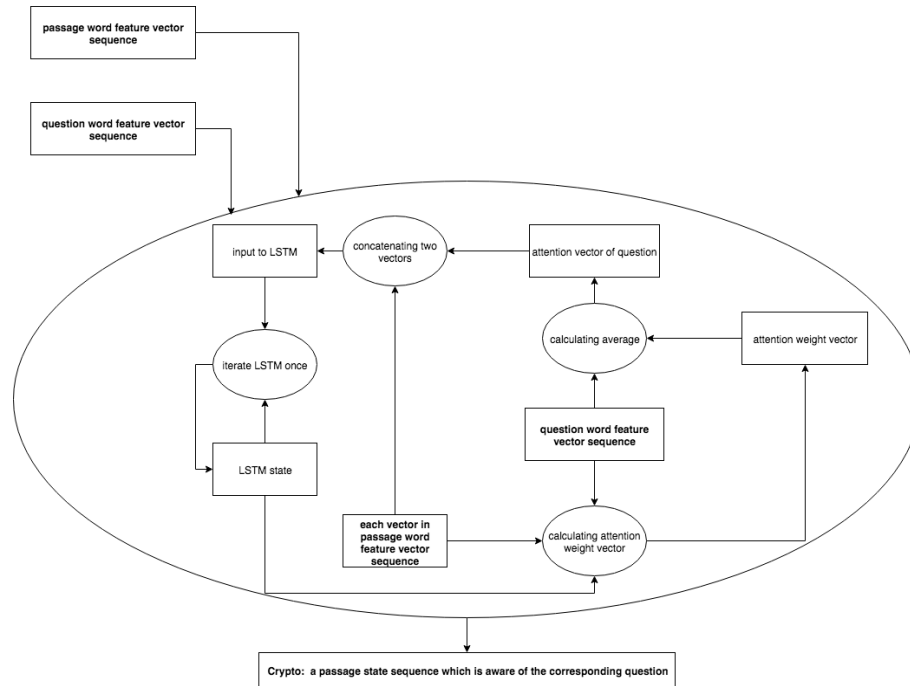 passage word feature vector
sequence
question word feature vector
sequence
input to LSTM
concatenating two
vectors
attention vector of question
iterate LSTM once
calculating average
attention weight vector
question word feature
vector sequence
LSTM state
each vector in
passage word
feature vector
sequence
calculating attention
weight vector
Crypto: a passage state sequence which is aware of the corresponding question